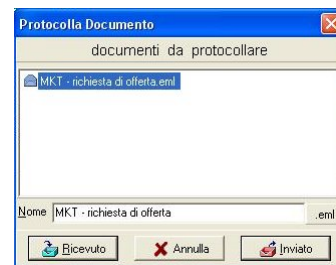 Protocolla Documento
documenti da protocollare
MKT - richiesta di offerta.eml
Nome MKT - richiesta di offerta .eml
Ricevuto Annulla Inviato